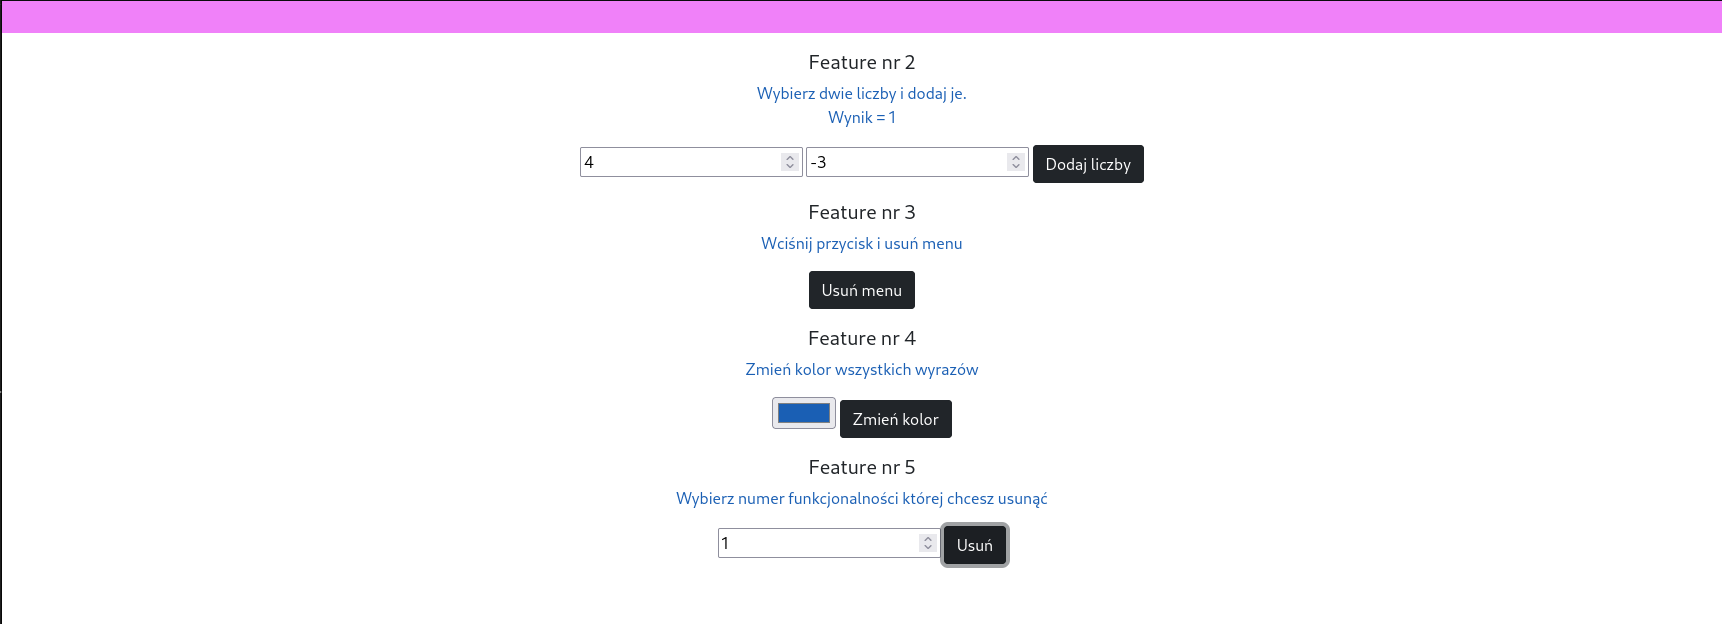 Feature nr 2
Wybierz dwie liczby i dodaj je.
Wynik = 1
4 -3 Dodaj liczby
Feature nr 3
Wciśnij przycisk i usuń menu
Usuń menu
Feature nr 4
Zmień kolor wszystkich wyrazów
Zmień kolor
Feature nr 5
Wybierz numer funkcjonalności której chcesz usunąć
1 Usuń